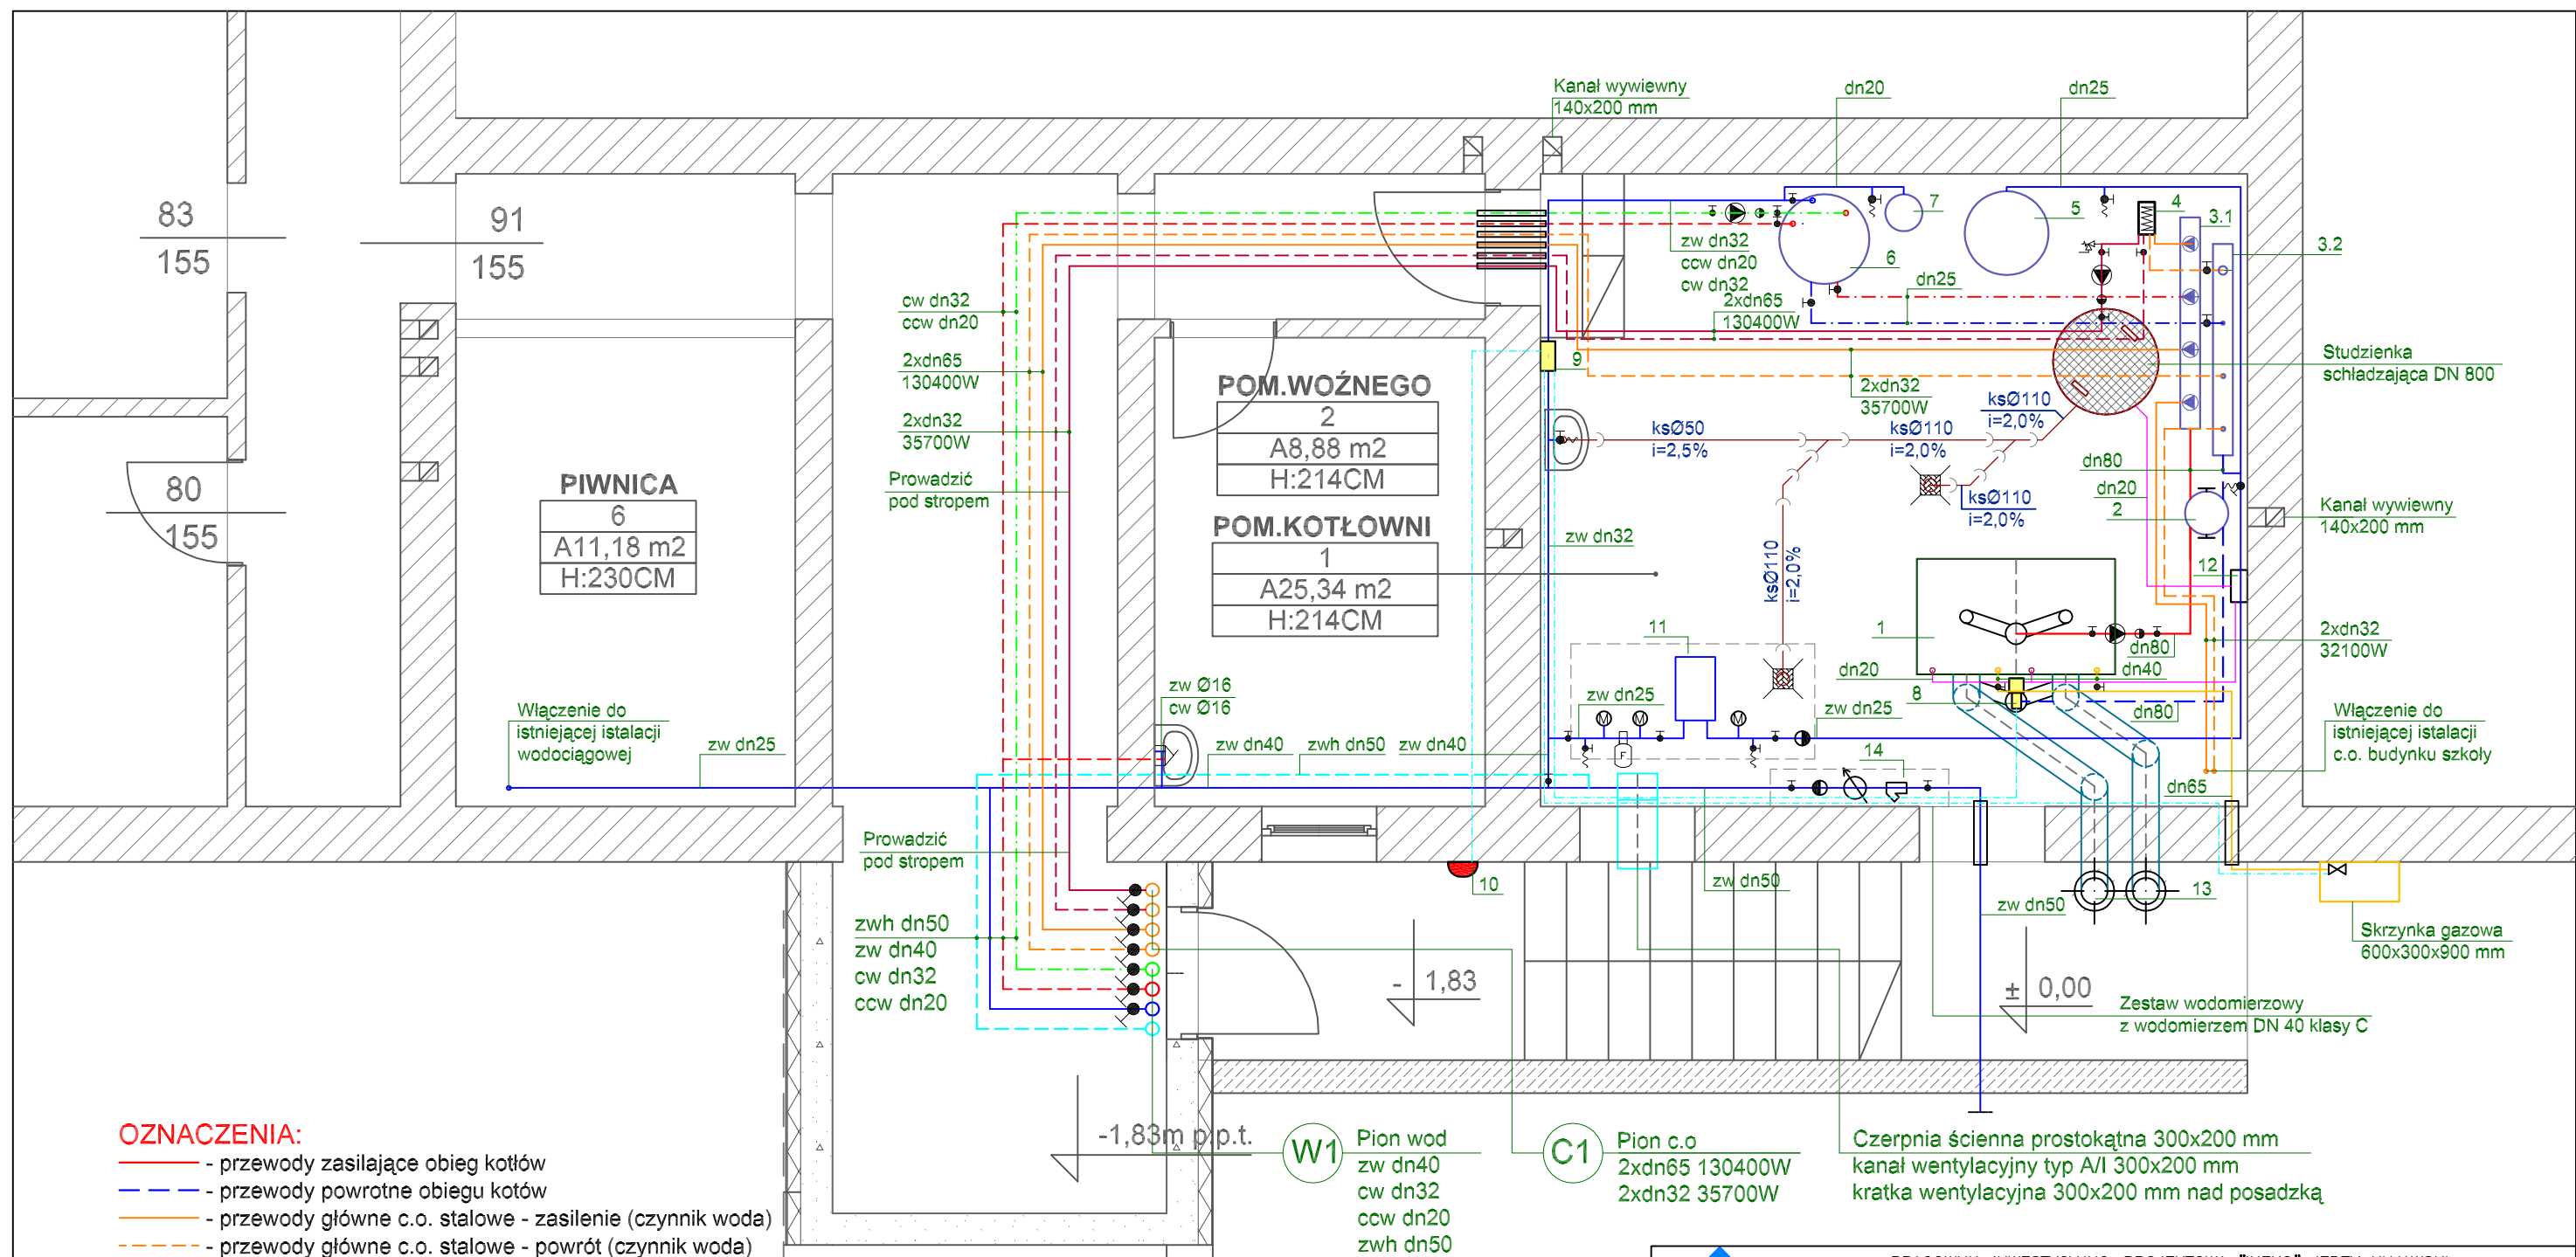 Kanał wywiewny
140x200 mm
dn20
dn25
83
155
91
155
7
5
4
3.1
3.2
6
zw dn32
ccw dn20
cw dn32
dn25
2xdn65
130400W
cw dn32
ccw dn20
2xdn65
130400W
2xdn32
35700W
Prowadzić
pod stropem
9
2xdn32
35700W
Studzienka
schładzająca DN 800
POM.WOŹNEGO
2
A8,88 m2
H:214CM
POM.KOTŁOWNI
1
A25,34 m2
H:214CM
PIWNICA
6
A11,18 m2
H:230CM
80
155
ksØ50
i=2,5%
ksØ110
i=2,0%
ksØ110
i=2,0%
ksØ110
i=2,0%
ksØ110
i=2,0%
dn80
dn20
2
Kanał wywiewny
140x200 mm
zw dn32
12
11
1
dn80
dn20
dn40
8
dn80
2xdn32
32100W
zw Ø16
cw Ø16
Włączenie do
istniejącej istalacji
wodociągowej
zw dn25
zw dn40
zwh dn50
zw dn40
zw dn25
M
M
M
F
zw dn25
14
Włączenie do
istniejącej istalacji
c.o. budynku szkoły
dn65
Prowadzić
pod stropem
10
zw dn50
zw dn50
13
zwh dn50
zw dn40
cw dn32
ccw dn20
- 1,83
± 0,00
Skrzynka gazowa
600x300x900 mm
Zestaw wodomierzowy
z wodomierzem DN 40 klasy C
-1,83m p.p.t.
W1
Pion wod
zw dn40
cw dn32
ccw dn20
zwh dn50
C1
Pion c.o
2xdn65 130400W
2xdn32 35700W
Czerpnia ścienna prostokątna 300x200 mm
kanał wentylacyjny typ A/I 300x200 mm
kratka wentylacyjna 300x200 mm nad posadzką
OZNACZENIA:
- przewody zasilające obieg kotłów
- przewody powrotne obiegu kotów
- przewody główne c.o. stalowe - zasilenie (czynnik woda)
- przewody główne c.o. stalowe - powrót (czynnik woda)